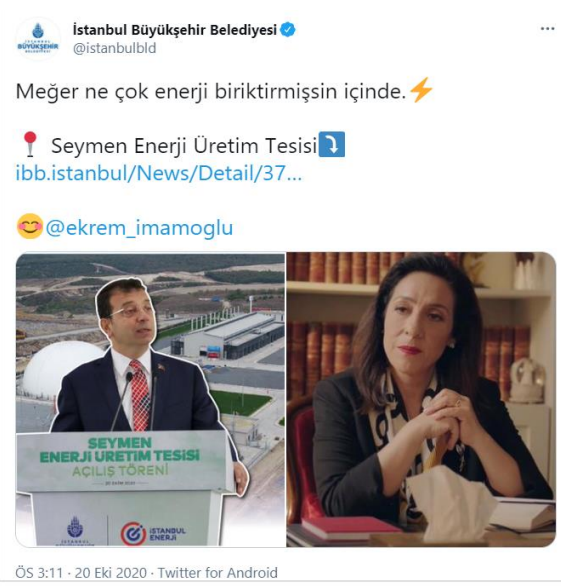 İstanbul Büyükşehir Belediyesi
@istanbulbld
Meğer ne çok enerji biriktirmişsin içinde.⚡
📍 Seymen Enerji Üretim Tesisi⤵
ibb.istanbul/News/Detail/37...
😊@ekrem_imamoglu
SEYMEN
ENERJİ ÜRETİM TESİSİ
AÇILIŞ TÖRENİ
İSTANBUL
BÜYÜKŞEHİR
İSTANBUL
ENERJİ
ÖS 3:11 · 20 Eki 2020 · Twitter for Android